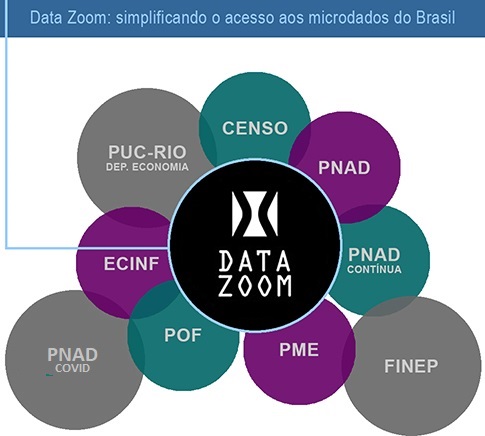 Data Zoom: simplificando o acesso aos microdados do Brasil
CENSO
PUC-RIO
DEP. ECONOMIA
PNAD
DATA
ZOOM
ECINF
PNAD
CONTÍNUA
POF
PME
PNAD
COVID
FINEP